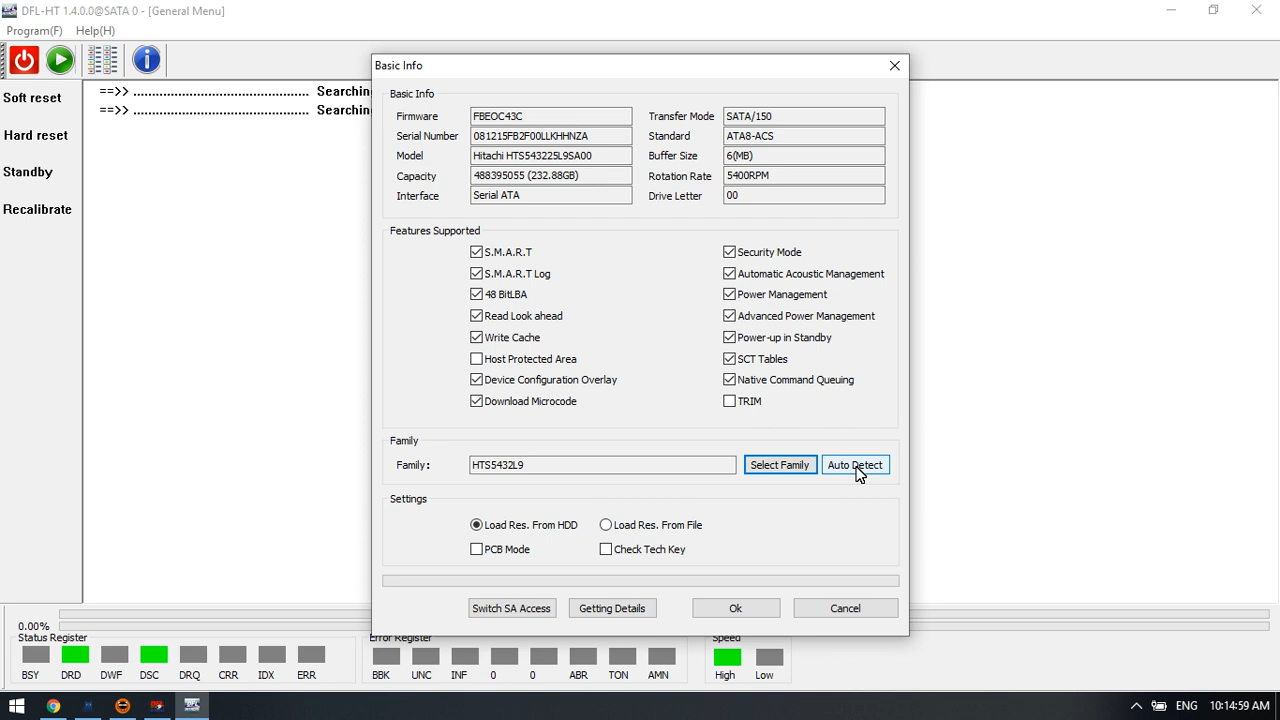 DFL-HT 1.4.0.0@SATA 0 - [General Menu]
Program(F) Help(H)
Soft reset
Hard reset
Standby
Recalibrate
==>> ............................................ Searching
==>> ............................................ Searching
Basic Info
Basic Info
Firmware FBEOC43C Transfer Mode SATA/150
Serial Number 081215FB2F00LLKHHNZA Standard ATA8-ACS
Model Hitachi HTS543225L9SA00 Buffer Size 6(MB)
Capacity 488395055 (232.88GB) Rotation Rate 5400RPM
Interface Serial ATA Drive Letter 00
Features Supported
S.M.A.R.T Security Mode
S.M.A.R.T Log Automatic Acoustic Management
48 BitLBA Power Management
Read Look ahead Advanced Power Management
Write Cache Power-up in Standby
Host Protected Area SCT Tables
Device Configuration Overlay Native Command Queuing
Download Microcode TRIM
Family
Family: HTS5432L9 Select Family Auto Detect
Settings
Load Res. From HDD Load Res. From File
PCB Mode Check Tech Key
Switch SA Access Getting Details Ok Cancel
0.00%
Status Register Error Register Speed
BSY DRD DWF DSC DRQ CRR IDX ERR BBK UNC INF 0 0 ABR TON AMN High Low
ENG 10:14:59 AM